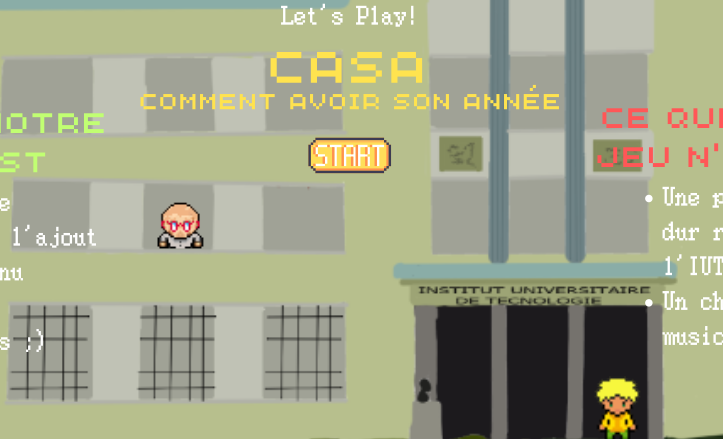 Let's Play!
CASA
COMMENT AVOIR SON ANNÉE
START
OTRE
ST
e
l'ajout
nu
s ;)
CE QU
JEU N'
• Une p
dur r
l'IUT
• Un ch
music
INSTITUT UNIVERSITAIRE
DE TECNOLOGIE